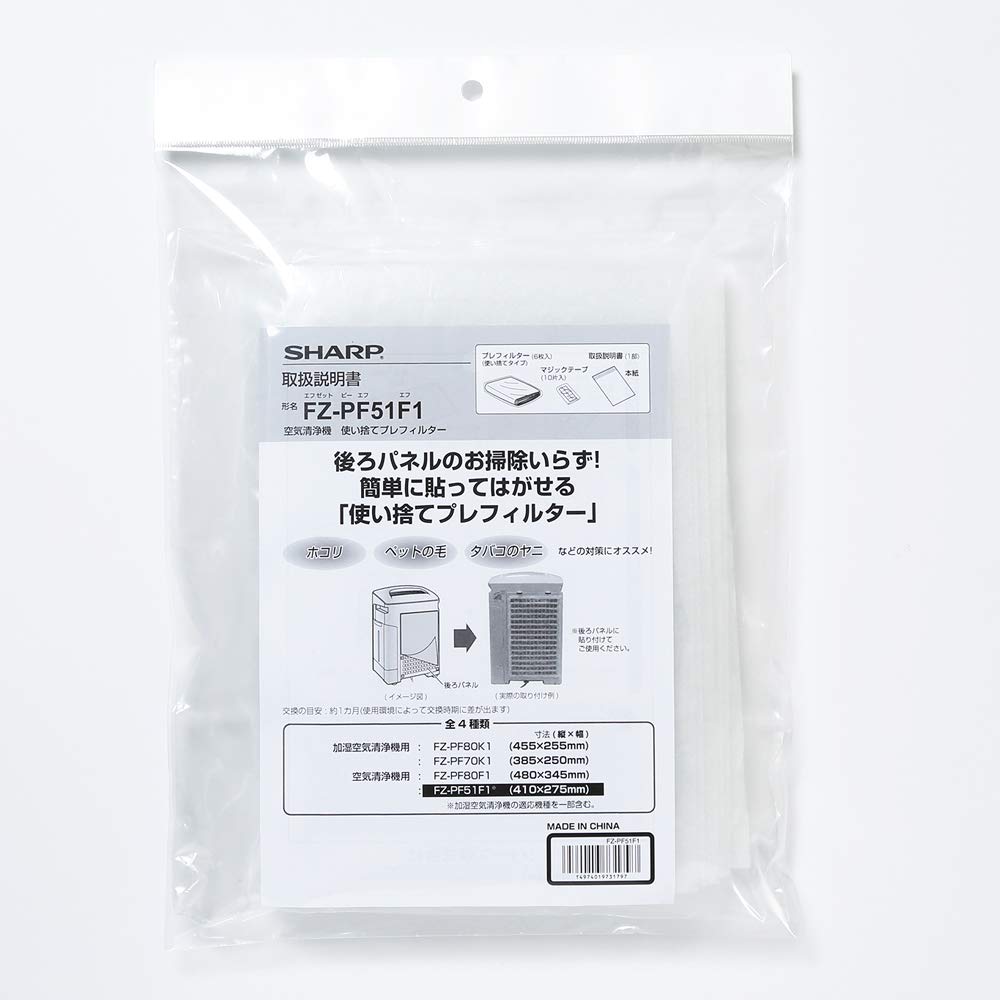 SHARP®
取扱説明書
エフゼット ピー エフ エフ
形名 FZ-PF51F1
空気清浄機 使い捨てプレフィルター
プレフィルター(6枚入)
(使い捨てタイプ)
マジックテープ
(10片入)
取扱説明書(1部)
本紙
後ろパネルのお掃除いらず!
簡単に貼ってはがせる
「使い捨てプレフィルター」
ホコリ ペットの毛 タバコのヤニ などの対策にオススメ!
後ろパネル
(イメージ図)
(実際の取り付け例)
※後ろパネルに
貼り付けて
ご使用ください。
交換の目安:約1カ月(使用環境によって交換時期に差が出ます)
全4種類
寸法(縦×幅)
加湿空気清浄機用 : FZ-PF80K1 (455×255mm)
: FZ-PF70K1 (385×250mm)
空気清浄機用 : FZ-PF80F1 (480×345mm)
: FZ-PF51F1※ (410×275mm)
※加湿空気清浄機の適応機種を一部含む。
MADE IN CHINA
FZ-PF51F1
T4974019731797